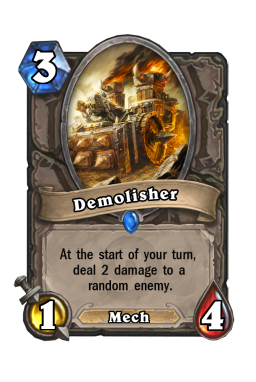 3
Demolisher
At the start of your turn,
deal 2 damage to a
random enemy.
1
Mech
4